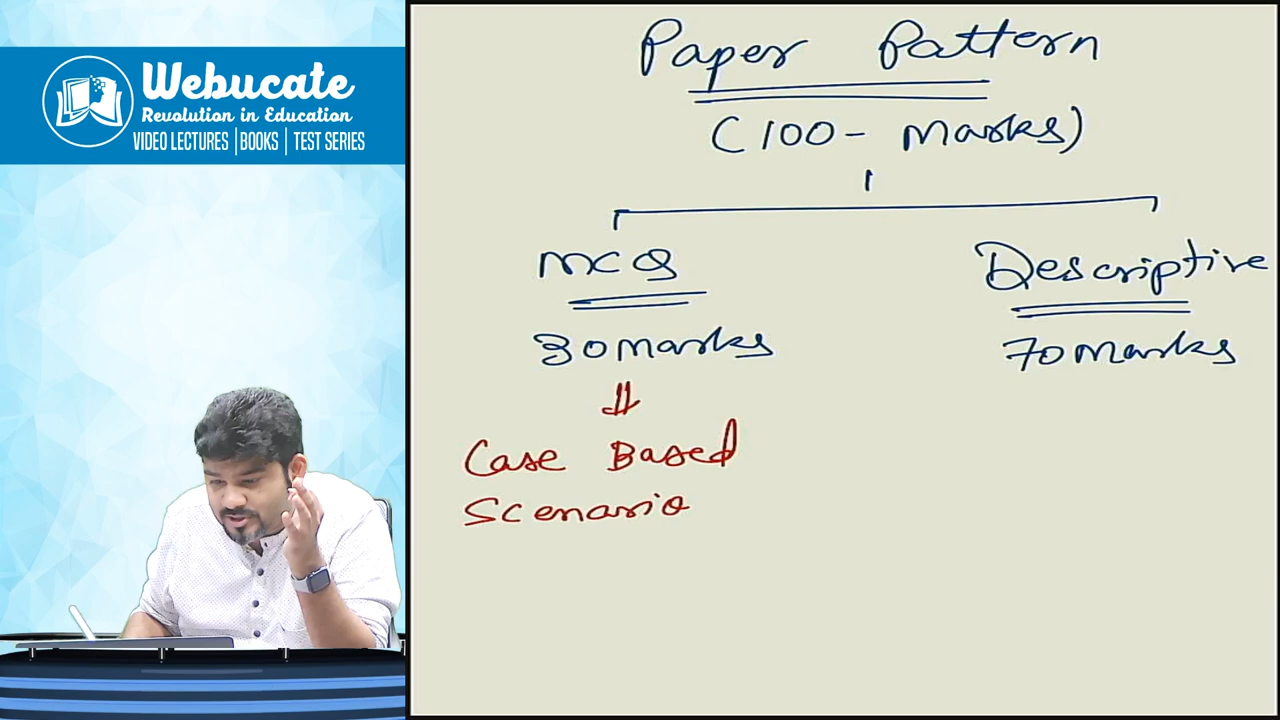 Webucate
Revolution in Education
VIDEO LECTURES | BOOKS | TEST SERIES
Paper Pattern
(100 - Marks)
MCQ
Descriptive
30 marks
70 marks
Case Based
Scenario